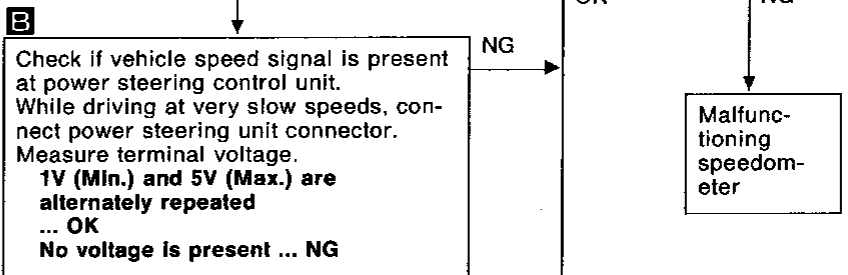 B
Check if vehicle speed signal is present
at power steering control unit.
While driving at very slow speeds, con-
nect power steering unit connector.
Measure terminal voltage.
1V (Min.) and 5V (Max.) are
alternately repeated
... OK
No voltage is present ... NG
NG
OK
NG
Malfunc-
tioning
speedom-
eter